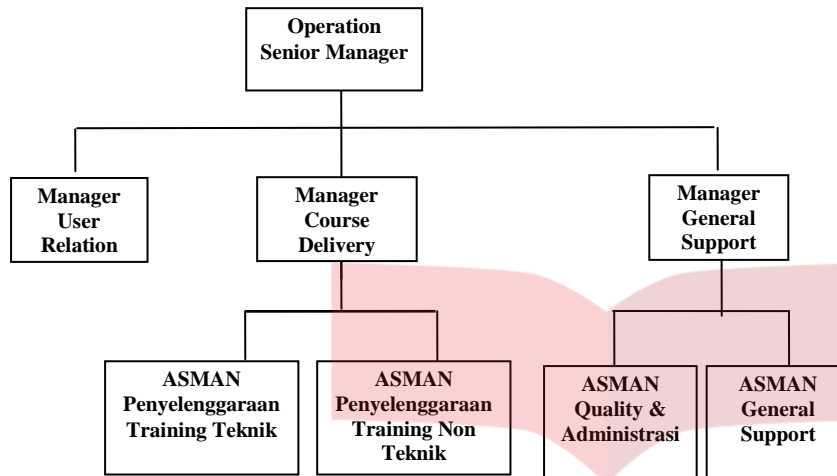 Operation
Senior Manager
Manager
User
Relation
Manager
Course
Delivery
Manager
General
Support
ASMAN
Penyelenggaraan
Training Teknik
ASMAN
Penyelenggaraan
Training Non
Teknik
ASMAN
Quality &
Administrasi
ASMAN
General
Support